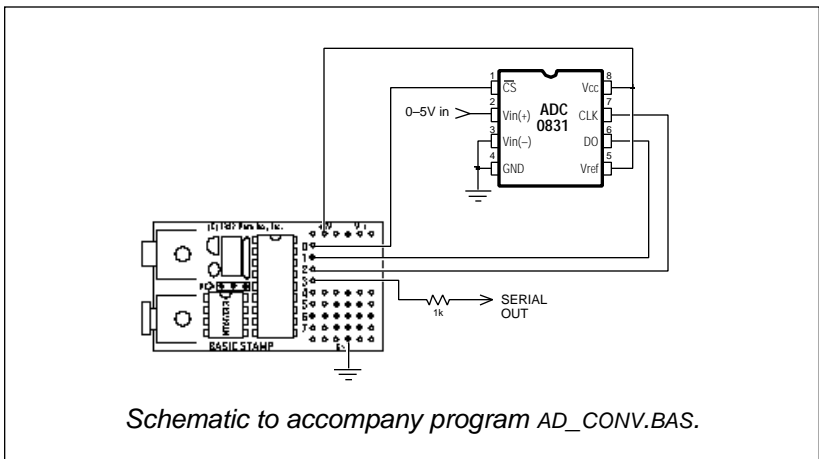 1
CS
8
Vcc
0–5V in
2
Vin(+)
ADC
0831
7
CLK
3
Vin(–)
6
DO
4
GND
5
Vref
0
1
2
3
4
5
6
7
BASIC STAMP
1k
SERIAL
OUT
Schematic to accompany program AD_CONV.BAS.